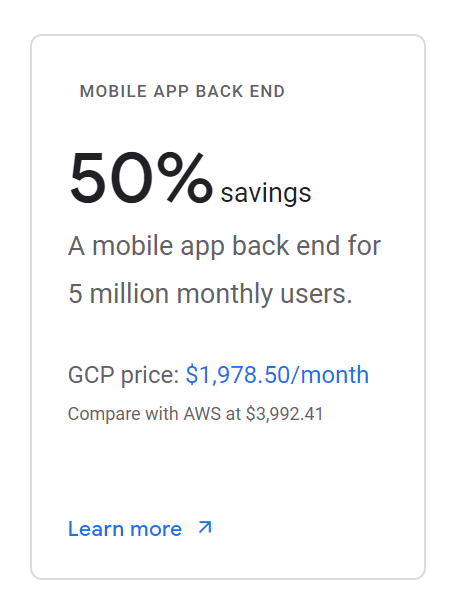 MOBILE APP BACK END
50% savings
A mobile app back end for
5 million monthly users.
GCP price: $1,978.50/month
Compare with AWS at $3,992.41
Learn more